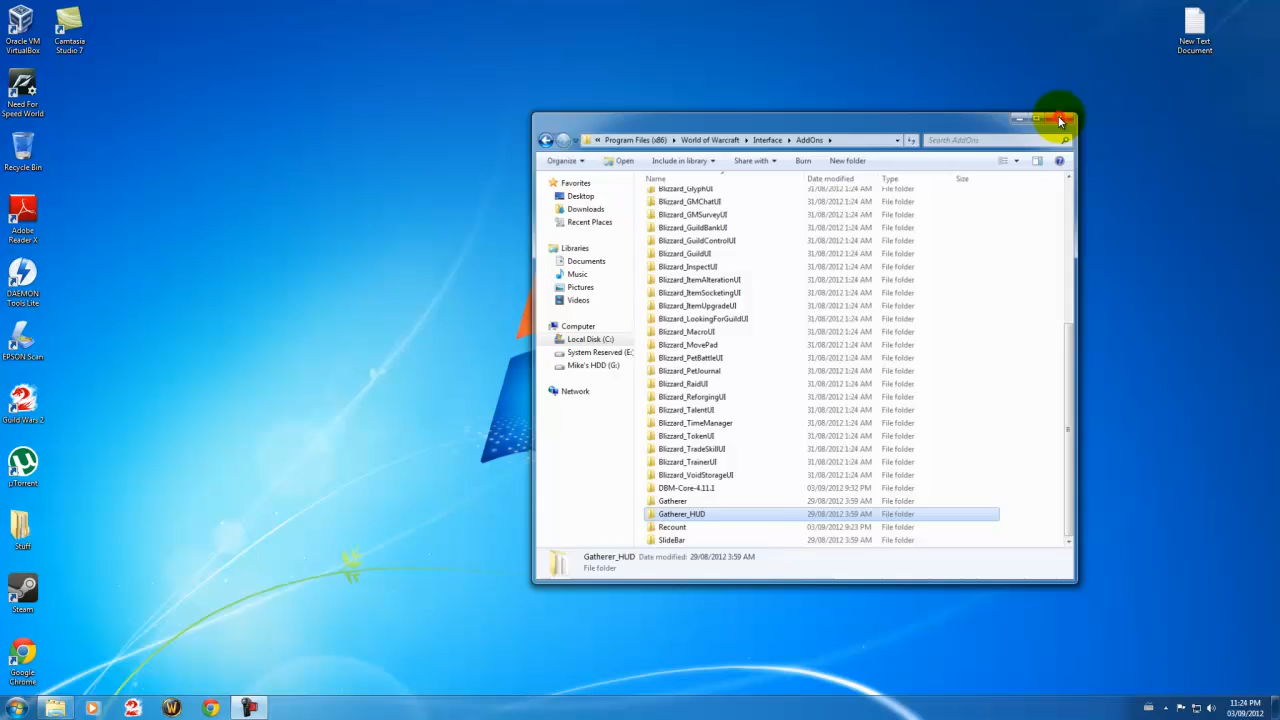 Oracle VM
VirtualBox
Camtasia
Studio 7
New Text
Document
Need For
Speed World
Recycle Bin
Adobe
Reader X
DAEMON
Tools Lite
EPSON Scan
Guild Wars 2
µTorrent
Stuff
Steam
Google
Chrome
« Program Files (x86) ▸ World of Warcraft ▸ Interface ▸ AddOns ▸
Search AddOns
Organize Open Include in library Share with Burn New folder
Name Date modified Type Size
Favorites
Desktop
Downloads
Recent Places
Libraries
Documents
Music
Pictures
Videos
Computer
Local Disk (C:)
System Reserved (E:
Mike's HDD (G:)
Network
Blizzard_GlyphUI 31/08/2012 1:24 AM File folder
Blizzard_GMChatUI 31/08/2012 1:24 AM File folder
Blizzard_GMSurveyUI 31/08/2012 1:24 AM File folder
Blizzard_GuildBankUI 31/08/2012 1:24 AM File folder
Blizzard_GuildControlUI 31/08/2012 1:24 AM File folder
Blizzard_GuildUI 31/08/2012 1:24 AM File folder
Blizzard_InspectUI 31/08/2012 1:24 AM File folder
Blizzard_ItemAlterationUI 31/08/2012 1:24 AM File folder
Blizzard_ItemSocketingUI 31/08/2012 1:24 AM File folder
Blizzard_ItemUpgradeUI 31/08/2012 1:24 AM File folder
Blizzard_LookingForGuildUI 31/08/2012 1:24 AM File folder
Blizzard_MacroUI 31/08/2012 1:24 AM File folder
Blizzard_MovePad 31/08/2012 1:24 AM File folder
Blizzard_PetBattleUI 31/08/2012 1:24 AM File folder
Blizzard_PetJournal 31/08/2012 1:24 AM File folder
Blizzard_RaidUI 31/08/2012 1:24 AM File folder
Blizzard_ReforgingUI 31/08/2012 1:24 AM File folder
Blizzard_TalentUI 31/08/2012 1:24 AM File folder
Blizzard_TimeManager 31/08/2012 1:24 AM File folder
Blizzard_TokenUI 31/08/2012 1:24 AM File folder
Blizzard_TradeSkillUI 31/08/2012 1:24 AM File folder
Blizzard_TrainerUI 31/08/2012 1:24 AM File folder
Blizzard_VoidStorageUI 31/08/2012 1:24 AM File folder
DBM-Core-4.11.1 03/09/2012 9:32 PM File folder
Gatherer 29/08/2012 3:59 AM File folder
Gatherer_HUD 29/08/2012 3:59 AM File folder
Recount 03/09/2012 9:23 PM File folder
SlideBar 29/08/2012 3:59 AM File folder
Gatherer_HUD Date modified: 29/08/2012 3:59 AM
File folder
11:24 PM
03/09/2012